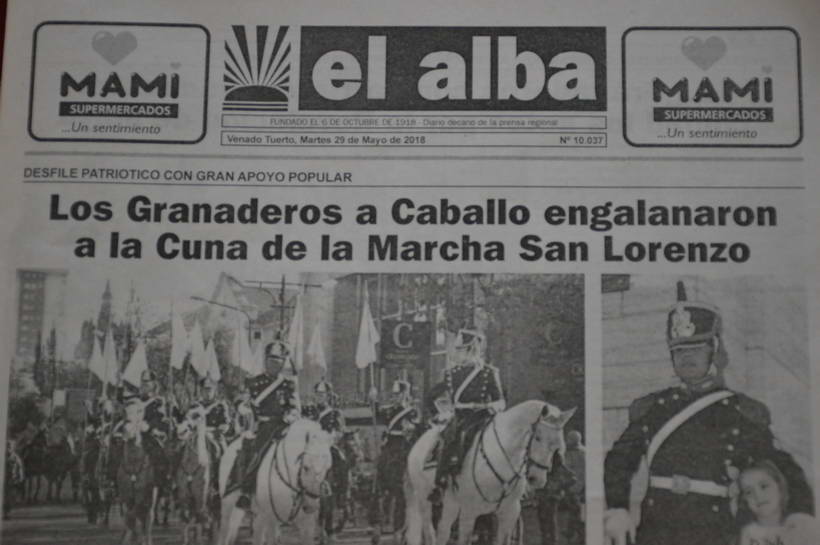 MAMi
SUPERMERCADOS
...Un sentimiento
el alba
FUNDADO EL 6 DE OCTUBRE DE 1918 - Diario decano de la prensa regional
Venado Tuerto, Martes 29 de Mayo de 2018
Nº 10.037
MAMi
SUPERMERCADOS
...Un sentimiento
DESFILE PATRIOTICO CON GRAN APOYO POPULAR
Los Granaderos a Caballo engalanaron
a la Cuna de la Marcha San Lorenzo
C